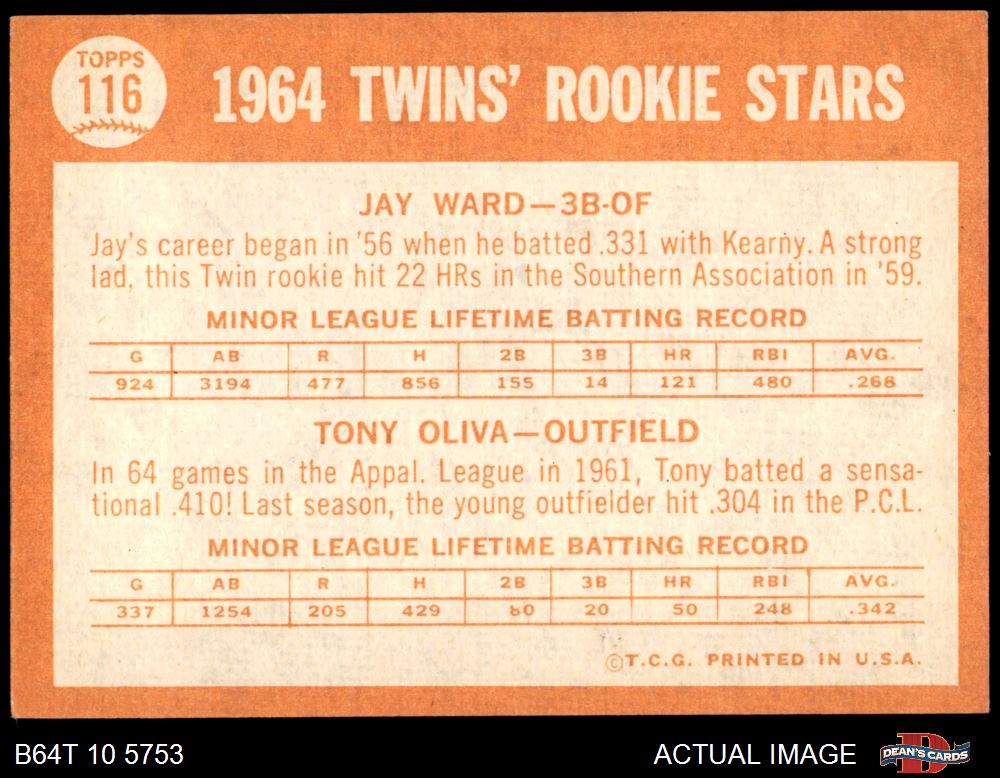 TOPPS
116
1964 TWINS' ROOKIE STARS
JAY WARD—3B-OF
Jay's career began in '56 when he batted .331 with Kearny. A strong
lad, this Twin rookie hit 22 HRs in the Southern Association in '59.
MINOR LEAGUE LIFETIME BATTING RECORD
G AB R H 2B 3B HR RBI AVG.
924 3194 477 856 155 14 121 480 .268
TONY OLIVA—OUTFIELD
In 64 games in the Appal. League in 1961, Tony batted a sensa-
tional .410! Last season, the young outfielder hit .304 in the P.C.L.
MINOR LEAGUE LIFETIME BATTING RECORD
G AB R H 2B 3B HR RBI AVG.
337 1254 205 429 60 20 50 248 .342
©T.C.G. PRINTED IN U.S.A.
B64T 10 5753
ACTUAL IMAGE
DEAN'S CARDS